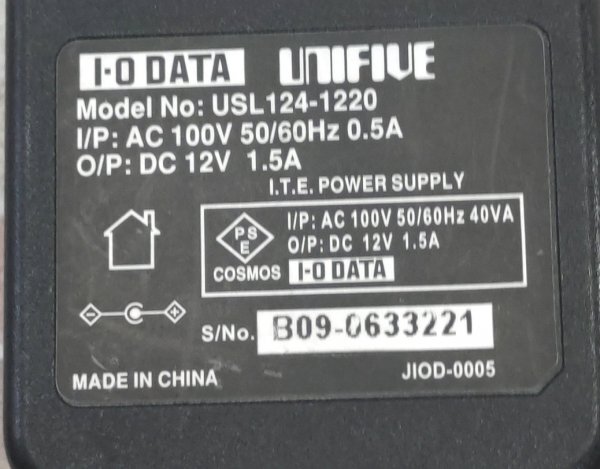 I-O DATA UNIFIVE
Model No: USL124-1220
I/P: AC 100V 50/60Hz 0.5A
O/P: DC 12V 1.5A
I.T.E. POWER SUPPLY
PSE
I/P: AC 100V 50/60Hz 40VA
O/P: DC 12V 1.5A
COSMOS I-O DATA
S/No. B09-0633221
MADE IN CHINA
JIOD-0005